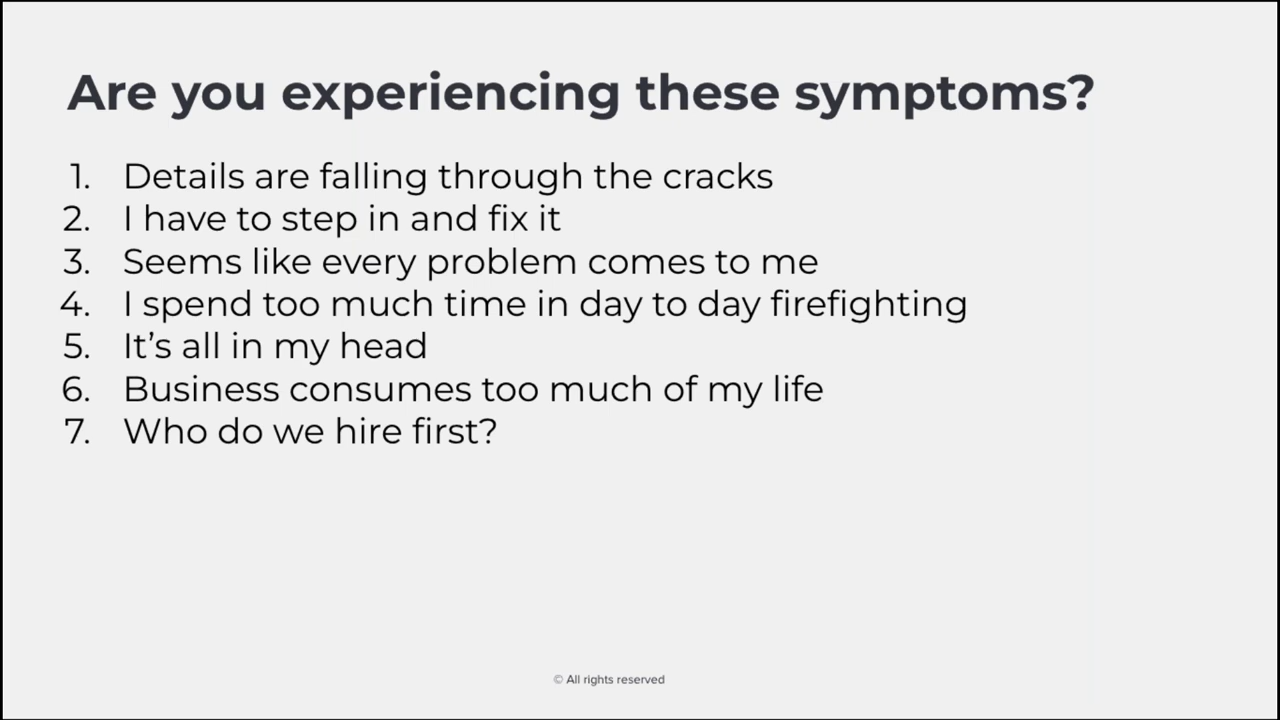 Are you experiencing these symptoms?
1. Details are falling through the cracks
2. I have to step in and fix it
3. Seems like every problem comes to me
4. I spend too much time in day to day firefighting
5. It’s all in my head
6. Business consumes too much of my life
7. Who do we hire first?
© All rights reserved